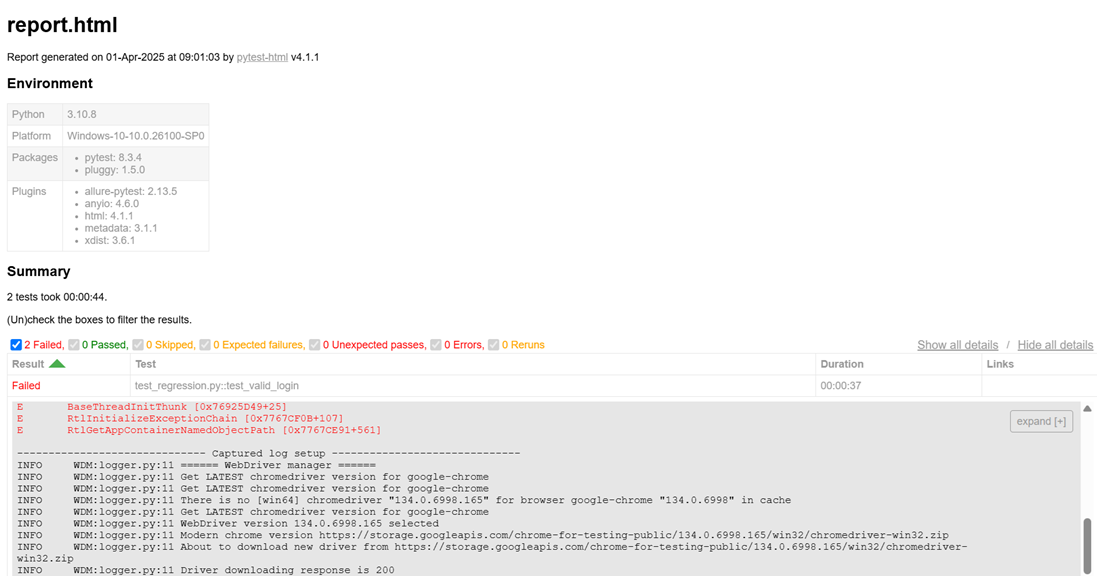 report.html
Report generated on 01-Apr-2025 at 09:01:03 by pytest-html v4.1.1
Environment
Python 3.10.8
Platform Windows-10-10.0.26100-SP0
Packages • pytest: 8.3.4
• pluggy: 1.5.0
Plugins • allure-pytest: 2.13.5
• anyio: 4.6.0
• html: 4.1.1
• metadata: 3.1.1
• xdist: 3.6.1
Summary
2 tests took 00:00:44.
(Un)check the boxes to filter the results.
2 Failed, 0 Passed, 0 Skipped, 0 Expected failures, 0 Unexpected passes, 0 Errors, 0 Reruns Show all details / Hide all details
Result Test Duration Links
Failed test_regression.py::test_valid_login 00:00:37
E BaseThreadInitThunk [0x76925D49+25]
E RtlInitializeExceptionChain [0x7767CF0B+107]
E RtlGetAppContainerNamedObjectPath [0x7767CE91+561]
expand [+]
------------------------------ Captured log setup ------------------------------
INFO WDM:logger.py:11 ====== WebDriver manager ======
INFO WDM:logger.py:11 Get LATEST chromedriver version for google-chrome
INFO WDM:logger.py:11 Get LATEST chromedriver version for google-chrome
INFO WDM:logger.py:11 There is no [win64] chromedriver "134.0.6998.165" for browser google-chrome "134.0.6998" in cache
INFO WDM:logger.py:11 Get LATEST chromedriver version for google-chrome
INFO WDM:logger.py:11 WebDriver version 134.0.6998.165 selected
INFO WDM:logger.py:11 Modern chrome version https://storage.googleapis.com/chrome-for-testing-public/134.0.6998.165/win32/chromedriver-win32.zip
INFO WDM:logger.py:11 About to download new driver from https://storage.googleapis.com/chrome-for-testing-public/134.0.6998.165/win32/chromedriver-
win32.zip
INFO WDM:logger.py:11 Driver downloading response is 200